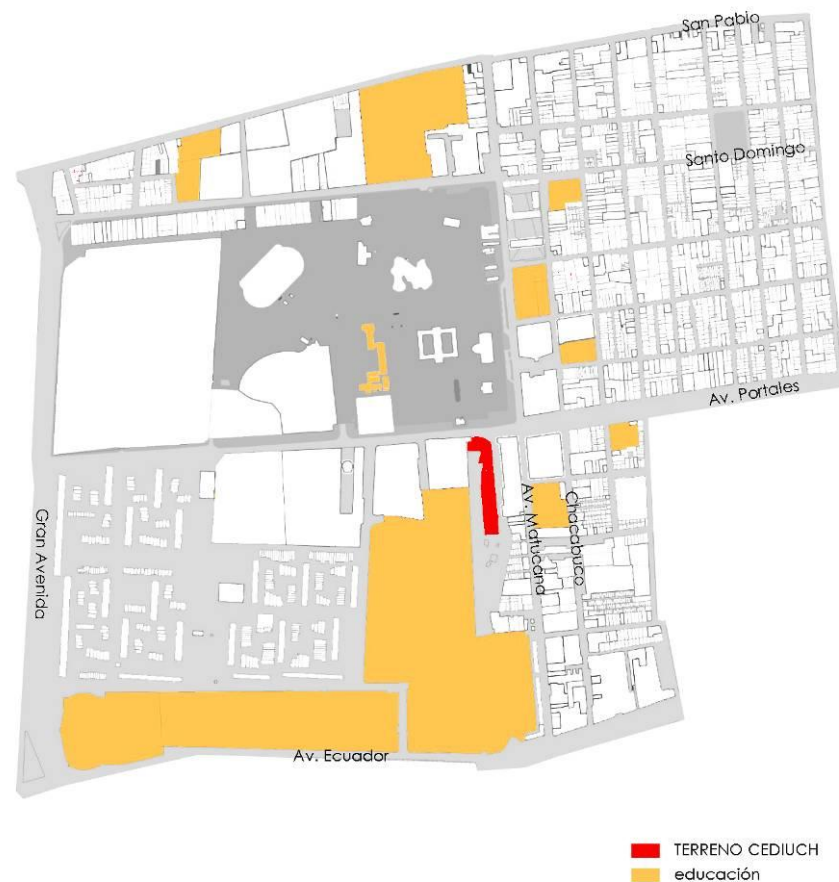 San Pablo
Santo Domingo
Av. Portales
Gran Avenida
Av. Matucana
Chacabuco
Av. Ecuador
TERRENO CEDIUCH
educación